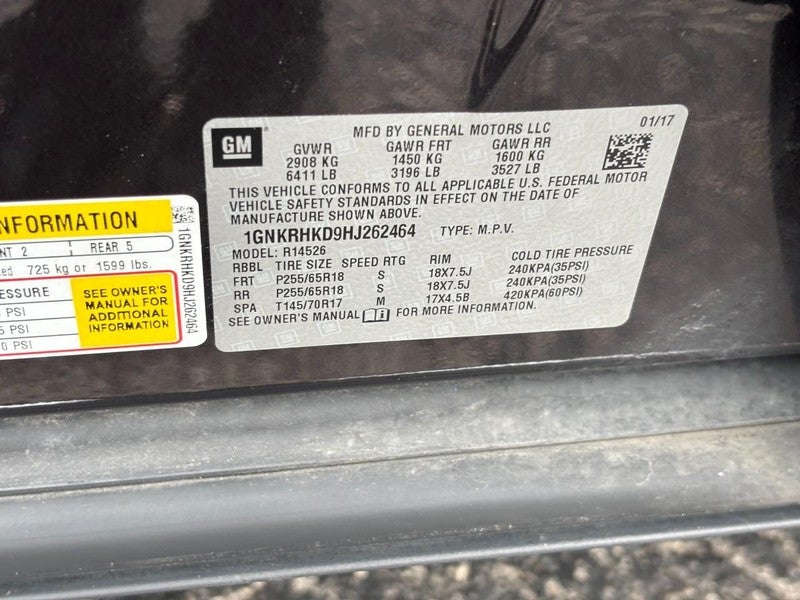 GM
MFD BY GENERAL MOTORS LLC 01/17
GVWR GAWR FRT GAWR RR
2908 KG 1450 KG 1600 KG
6411 LB 3196 LB 3527 LB
THIS VEHICLE CONFORMS TO ALL APPLICABLE U.S. FEDERAL MOTOR
VEHICLE SAFETY STANDARDS IN EFFECT ON THE DATE OF
MANUFACTURE SHOWN ABOVE.
1GNKRHKD9HJ262464 TYPE: M.P.V.
MODEL: R14526
RBBL TIRE SIZE SPEED RTG RIM COLD TIRE PRESSURE
FRT P255/65R18 S 18X7.5J 240KPA(35PSI)
RR P255/65R18 S 18X7.5J 240KPA(35PSI)
SPA T145/70R17 M 17X4.5B 420KPA(60PSI)
SEE OWNER'S MANUAL FOR MORE INFORMATION.
NFORMATION
NT 2 REAR 5
725 kg or 1599 lbs.
ESSURE
PSI
5 PSI
0 PSI
SEE OWNER'S
MANUAL FOR
ADDITIONAL
INFORMATION
1GNKRHKD9HJ262464